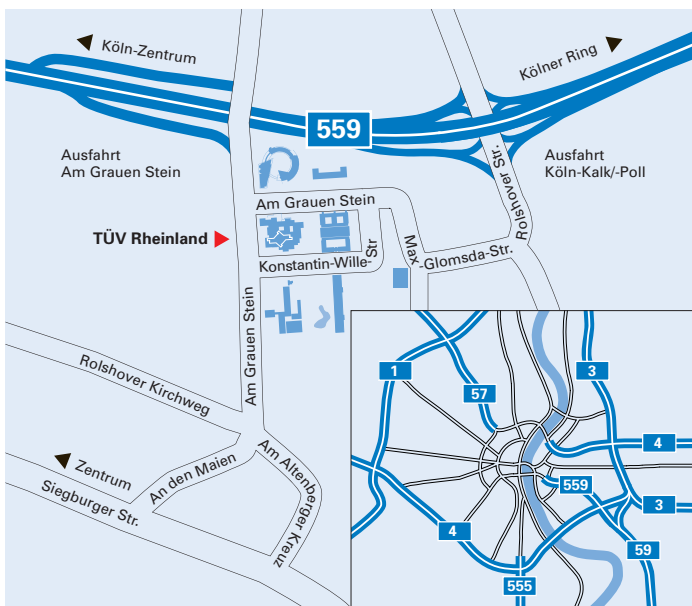 Köln-Zentrum
Kölner Ring
559
Ausfahrt
Am Grauen Stein
Ausfahrt
Köln-Kalk/-Poll
Rolshover Str.
Am Grauen Stein
TÜV Rheinland
Konstantin-Wille-Str
Max-Glomsda-Str.
Am Grauen Stein
Rolshover Kirchweg
Zentrum
An den Maien
Am Altenberger Kreuz
Siegburger Str.
1
3
57
4
559
3
4
59
555